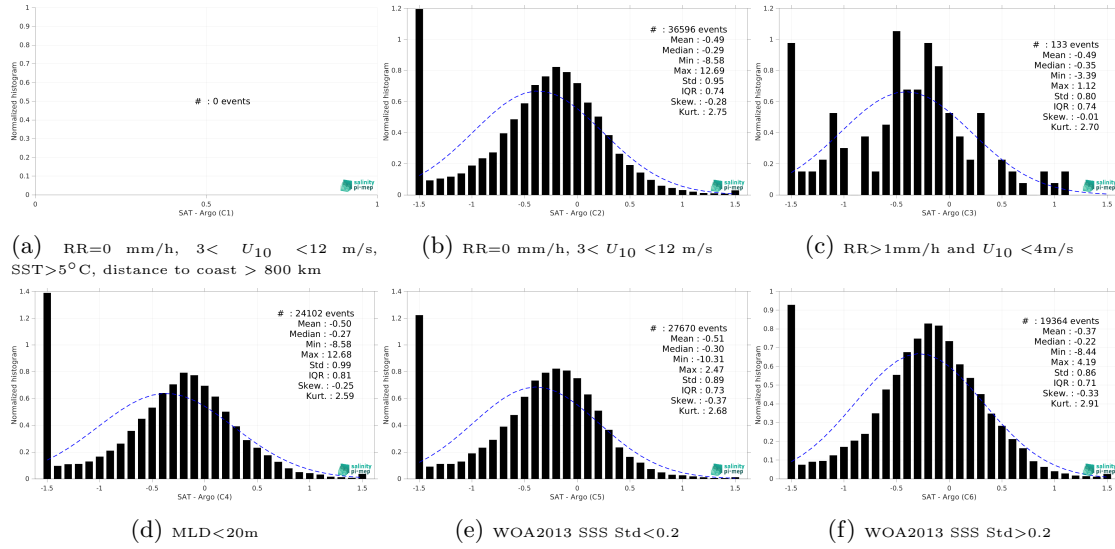 1
0.9
0.8
0.7
0.6
0.5
0.4
0.3
0.2
0.1
0
Normalized histogram
# : 0 events
salinity
pi-mep
0 0.5 1
SAT - Argo (C1)
(a) RR=0 mm/h, 3< U10 <12 m/s,
SST>5°C, distance to coast > 800 km
1.2
1
0.8
0.6
0.4
0.2
0
Normalized histogram
# : 36596 events
Mean : -0.49
Median : -0.29
Min : -8.58
Max : 12.69
Std : 0.95
IQR : 0.74
Skew. : -0.28
Kurt. : 2.75
salinity
pi-mep
-1.5 -1 -0.5 0 0.5 1 1.5
SAT - Argo (C2)
(b) RR=0 mm/h, 3< U10 <12 m/s
1.2
1
0.8
0.6
0.4
0.2
0
Normalized histogram
# : 133 events
Mean : -0.49
Median : -0.35
Min : -3.39
Max : 1.12
Std : 0.80
IQR : 0.74
Skew. : -0.01
Kurt. : 2.70
salinity
pi-mep
-1.5 -1 -0.5 0 0.5 1 1.5
SAT - Argo (C3)
(c) RR>1mm/h and U10 <4m/s
1.4
1.2
1
0.8
0.6
0.4
0.2
0
Normalized histogram
# : 24102 events
Mean : -0.50
Median : -0.27
Min : -8.58
Max : 12.68
Std : 0.99
IQR : 0.81
Skew. : -0.25
Kurt. : 2.59
salinity
pi-mep
-1.5 -1 -0.5 0 0.5 1 1.5
SAT - Argo (C4)
(d) MLD<20m
1.4
1.2
1
0.8
0.6
0.4
0.2
0
Normalized histogram
# : 27670 events
Mean : -0.51
Median : -0.30
Min : -10.31
Max : 2.47
Std : 0.89
IQR : 0.73
Skew. : -0.37
Kurt. : 2.68
salinity
pi-mep
-1.5 -1 -0.5 0 0.5 1 1.5
SAT - Argo (C5)
(e) WOA2013 SSS Std<0.2
1
0.9
0.8
0.7
0.6
0.5
0.4
0.3
0.2
0.1
0
Normalized histogram
# : 19364 events
Mean : -0.37
Median : -0.22
Min : -8.44
Max : 4.19
Std : 0.86
IQR : 0.71
Skew. : -0.33
Kurt. : 2.91
salinity
pi-mep
-1.5 -1 -0.5 0 0.5 1 1.5
SAT - Argo (C6)
(f) WOA2013 SSS Std>0.2